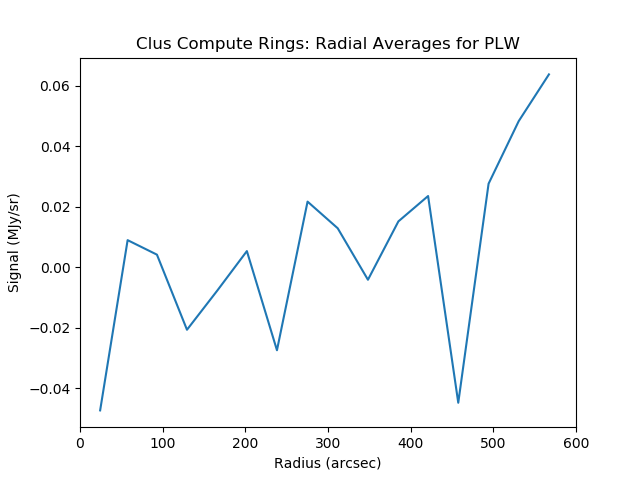 Clus Compute Rings: Radial Averages for PLW
0.06
0.04
0.02
0.00
−0.02
−0.04
Signal (MJy/sr)
0 100 200 300 400 500 600
Radius (arcsec)